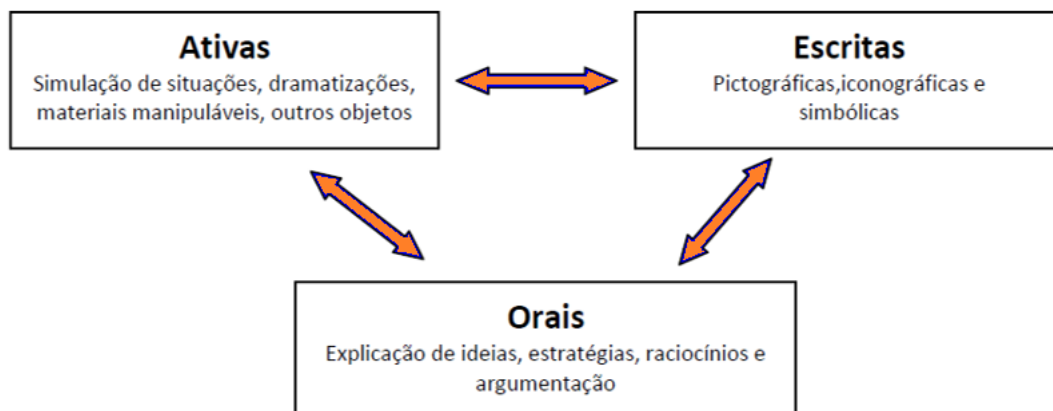 Ativas
Simulação de situações, dramatizações,
materiais manipuláveis, outros objetos
Escritas
Pictográficas,iconográficas e
simbólicas
Orais
Explicação de ideias, estratégias, raciocínios e
argumentação